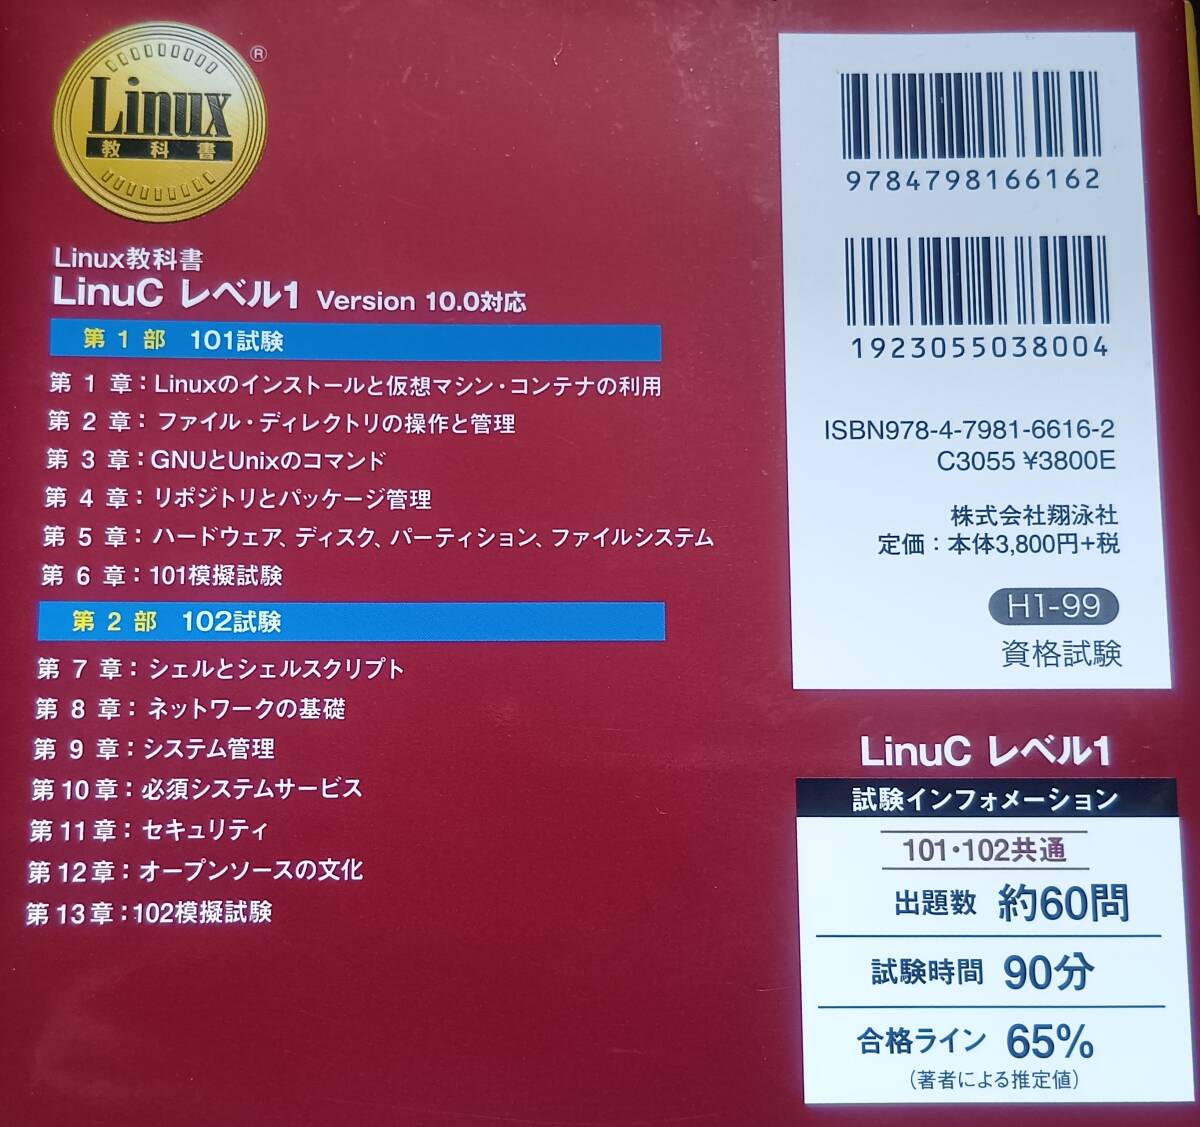 Linux
教科書
®
Linux教科書
LinuC レベル1 Version 10.0対応
第1部 101試験
第 1 章：Linuxのインストールと仮想マシン・コンテナの利用
第 2 章：ファイル・ディレクトリの操作と管理
第 3 章：GNUとUnixのコマンド
第 4 章：リポジトリとパッケージ管理
第 5 章：ハードウェア、ディスク、パーティション、ファイルシステム
第 6 章：101模擬試験
第2部 102試験
第 7 章：シェルとシェルスクリプト
第 8 章：ネットワークの基礎
第 9 章：システム管理
第10章：必須システムサービス
第11章：セキュリティ
第12章：オープンソースの文化
第13章：102模擬試験
9784798166162
1923055038004
ISBN978-4-7981-6616-2
C3055 ¥3800E
株式会社翔泳社
定価：本体3,800円+税
H1-99
資格試験
LinuC レベル1
試験インフォメーション
101・102共通
出題数 約60問
試験時間 90分
合格ライン 65%
（著者による推定値）